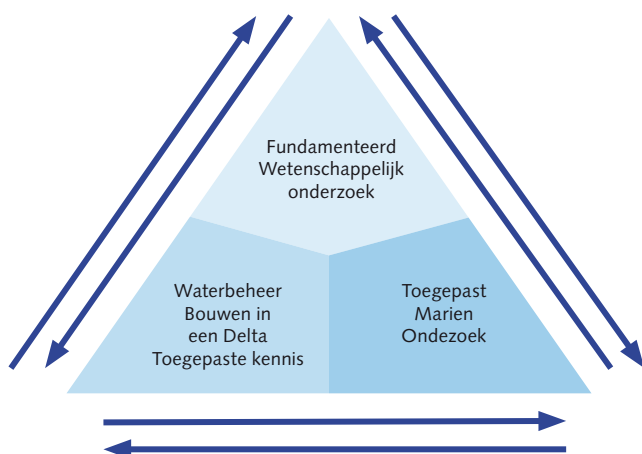 Fundamenteerd
Wetenschappelijk
onderzoek
Waterbeheer
Bouwen in
een Delta
Toegepaste kennis
Toegepast
Marien
Ondezoek